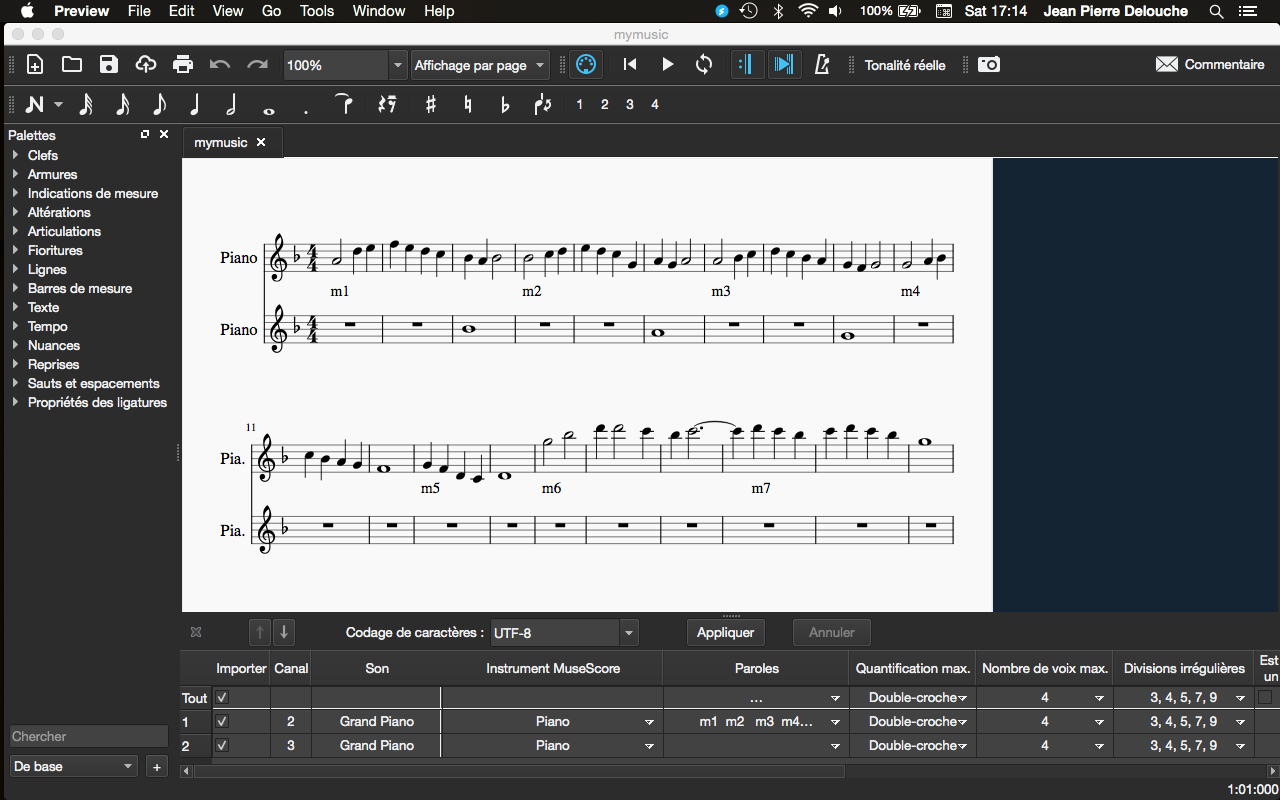 Preview File Edit View Go Tools Window Help 100% Sat 17:14 Jean Pierre Delouche
mymusic
100% Affichage par page Tonalité réelle Commentaire
1 2 3 4
Palettes
mymusic
Clefs
Armures
Indications de mesure
Altérations
Articulations
Fioritures
Lignes
Barres de mesure
Texte
Tempo
Nuances
Reprises
Sauts et espacements
Propriétés des ligatures
Piano
m1 m2 m3 m4
Piano
11
Pia.
m5 m6 m7
Pia.
Codage de caractères : UTF-8 Appliquer Annuler
Importer Canal Son Instrument MuseScore Paroles Quantification max. Nombre de voix max. Divisions irrégulières Est un
Tout ... Double-croche 4 3, 4, 5, 7, 9
1 2 Grand Piano Piano m1 m2 m3 m4... Double-croche 4 3, 4, 5, 7, 9
2 3 Grand Piano Piano Double-croche 4 3, 4, 5, 7, 9
Chercher
De base +
1:01:000